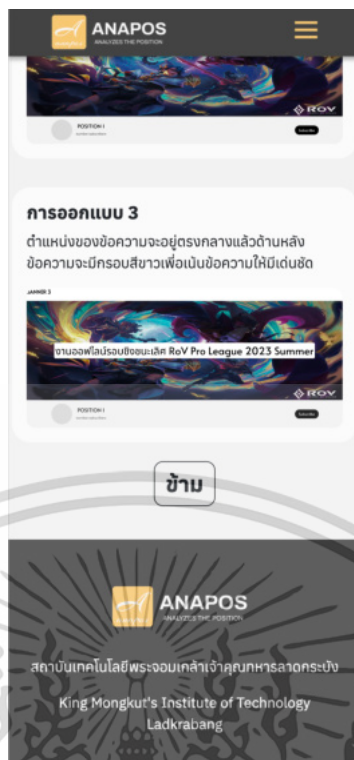 ANAPOS
ANALYZES THE POSITION
ROV
POSITION I
Subscribe
การออกแบบ 3
ตำแหน่งของข้อความจะอยู่ตรงกลางแล้วด้านหลัง
ข้อความจะมีกรอบสีขาวเพื่อเน้นข้อความให้มีเด่นชัด
งานออฟไลน์รอบชิงชนะเลิศ RoV Pro League 2023 Summer
ROV
POSITION I
Subscribe
ข้าม
ANAPOS
ANALYZES THE POSITION
สถาบันเทคโนโลยีพระจอมเกล้าเจ้าคุณทหารลาดกระบัง
King Mongkut's Institute of Technology
Ladkrabang